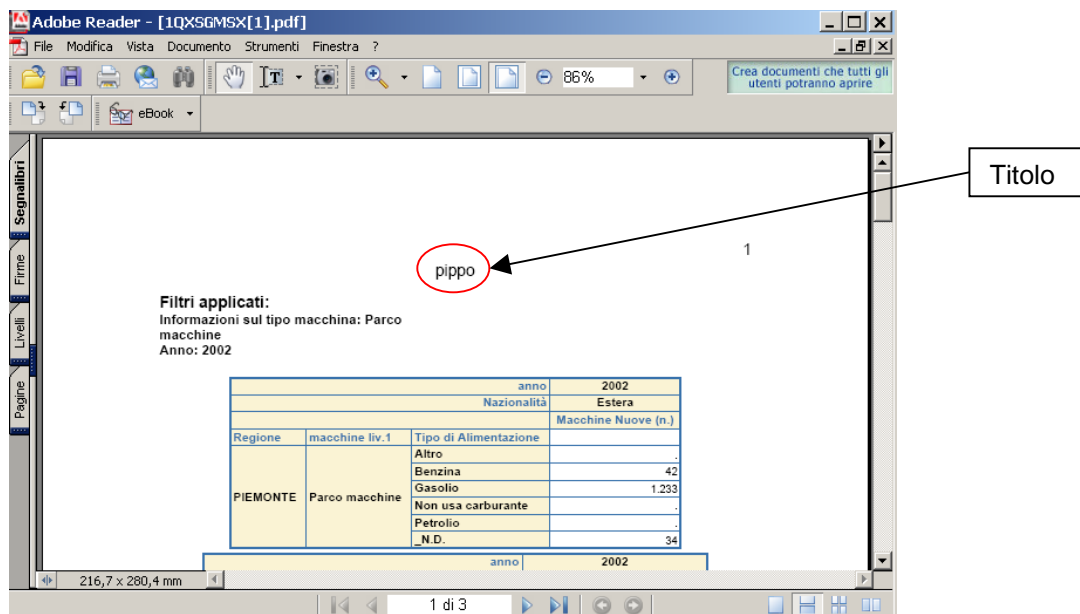 Adobe Reader - [1QXSGMSX[1].pdf]
File Modifica Vista Documento Strumenti Finestra ?
86%
Crea documenti che tutti gli
utenti potranno aprire
eBook
Segnalibri
Firme
Livelli
Pagine
Titolo
1
pippo
Filtri applicati:
Informazioni sul tipo macchina: Parco
macchine
Anno: 2002
anno 2002
Nazionalità Estera
Macchine Nuove (n.)
Regione macchine liv.1 Tipo di Alimentazione
Altro .
Benzina 42
Gasolio 1.233
PIEMONTE Parco macchine
Non usa carburante .
Petrolio .
_N.D. 34
anno 2002
216,7 x 280,4 mm
1 di 3